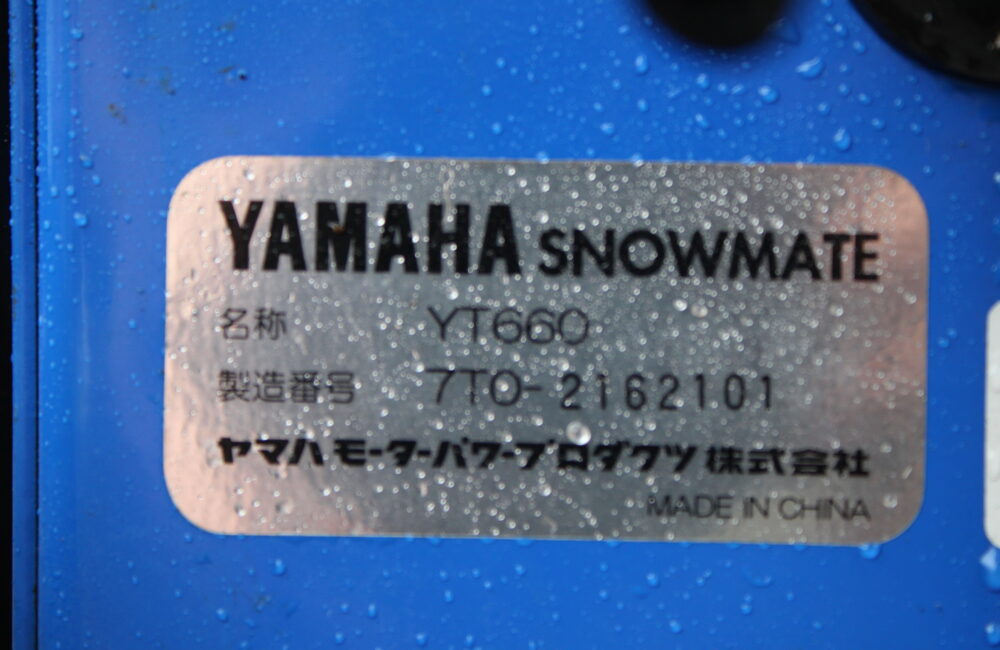 YAMAHA SNOWMATE
名称 YT660
製造番号 7TO-2162101
ヤマハモーターパワープロダクツ株式会社
MADE IN CHINA